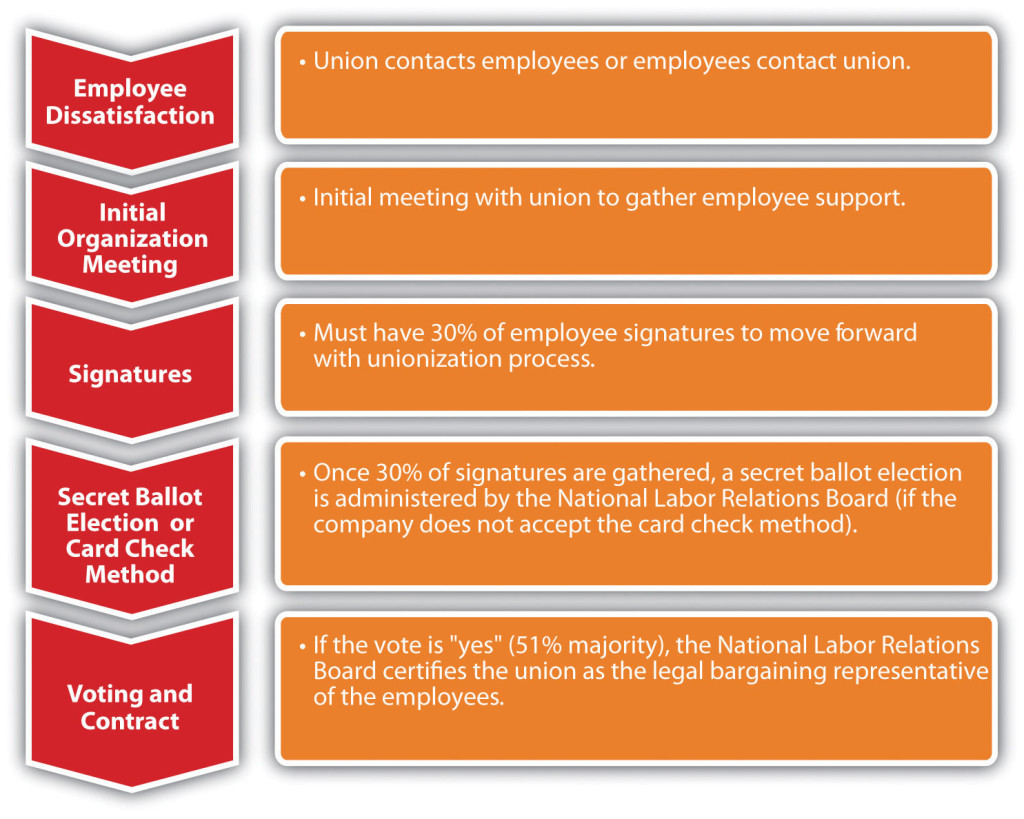 Employee
Dissatisfaction
• Union contacts employees or employees contact union.
Initial
Organization
Meeting
• Initial meeting with union to gather employee support.
Signatures
• Must have 30% of employee signatures to move forward
with unionization process.
Secret Ballot
Election or
Card Check
Method
• Once 30% of signatures are gathered, a secret ballot election
is administered by the National Labor Relations Board (if the
company does not accept the card check method).
Voting and
Contract
• If the vote is "yes" (51% majority), the National Labor Relations
Board certifies the union as the legal bargaining representative
of the employees.